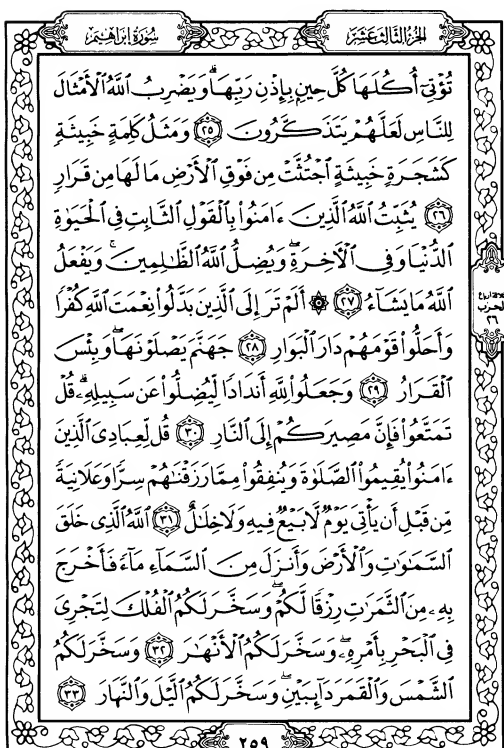 الجزء الثالث عشر
سورة إبراهيم
تُؤْتِىٓ أُكُلَهَا كُلَّ حِينٍۭ بِإِذْنِ رَبِّهَاۗ وَيَضْرِبُ ٱللَّهُ ٱلْأَمْثَالَ
لِلنَّاسِ لَعَلَّهُمْ يَتَذَكَّرُونَ ۝٢٥ وَمَثَلُ كَلِمَةٍ خَبِيثَةٍ
كَشَجَرَةٍ خَبِيثَةٍ ٱجْتُثَّتْ مِن فَوْقِ ٱلْأَرْضِ مَا لَهَا مِن قَرَارٍ
۝٢٦ يُثَبِّتُ ٱللَّهُ ٱلَّذِينَ ءَامَنُوا۟ بِٱلْقَوْلِ ٱلثَّابِتِ فِى ٱلْحَيَوٰةِ
ٱلدُّنْيَا وَفِى ٱلْءَاخِرَةِۖ وَيُضِلُّ ٱللَّهُ ٱلظَّٰلِمِينَۚ وَيَفْعَلُ
ٱللَّهُ مَا يَشَآءُ ۝٢٧ ۞ أَلَمْ تَرَ إِلَى ٱلَّذِينَ بَدَّلُوا۟ نِعْمَتَ ٱللَّهِ كُفْرًا
وَأَحَلُّوا۟ قَوْمَهُمْ دَارَ ٱلْبَوَارِ ۝٢٨ جَهَنَّمَ يَصْلَوْنَهَاۖ وَبِئْسَ
ٱلْقَرَارُ ۝٢٩ وَجَعَلُوا۟ لِلَّهِ أَندَادًا لِّيُضِلُّوا۟ عَن سَبِيلِهِۦۗ قُلْ
تَمَتَّعُوا۟ فَإِنَّ مَصِيرَكُمْ إِلَى ٱلنَّارِ ۝٣٠ قُل لِّعِبَادِىَ ٱلَّذِينَ
ءَامَنُوا۟ يُقِيمُوا۟ ٱلصَّلَوٰةَ وَيُنفِقُوا۟ مِمَّا رَزَقْنَٰهُمْ سِرًّا وَعَلَانِيَةً
مِّن قَبْلِ أَن يَأْتِىَ يَوْمٌ لَّا بَيْعٌ فِيهِ وَلَا خِلَٰلٌ ۝٣١ ٱللَّهُ ٱلَّذِى خَلَقَ
ٱلسَّمَٰوَٰتِ وَٱلْأَرْضَ وَأَنزَلَ مِنَ ٱلسَّمَآءِ مَآءً فَأَخْرَجَ
بِهِۦ مِنَ ٱلثَّمَرَٰتِ رِزْقًا لَّكُمْۖ وَسَخَّرَ لَكُمُ ٱلْفُلْكَ لِتَجْرِىَ
فِى ٱلْبَحْرِ بِأَمْرِهِۦۖ وَسَخَّرَ لَكُمُ ٱلْأَنْهَٰرَ ۝٣٢ وَسَخَّرَ لَكُمُ
ٱلشَّمْسَ وَٱلْقَمَرَ دَآئِبَيْنِۖ وَسَخَّرَ لَكُمُ ٱلَّيْلَ وَٱلنَّهَارَ ۝٣٣
الحزب
٢٦
٢٥٩